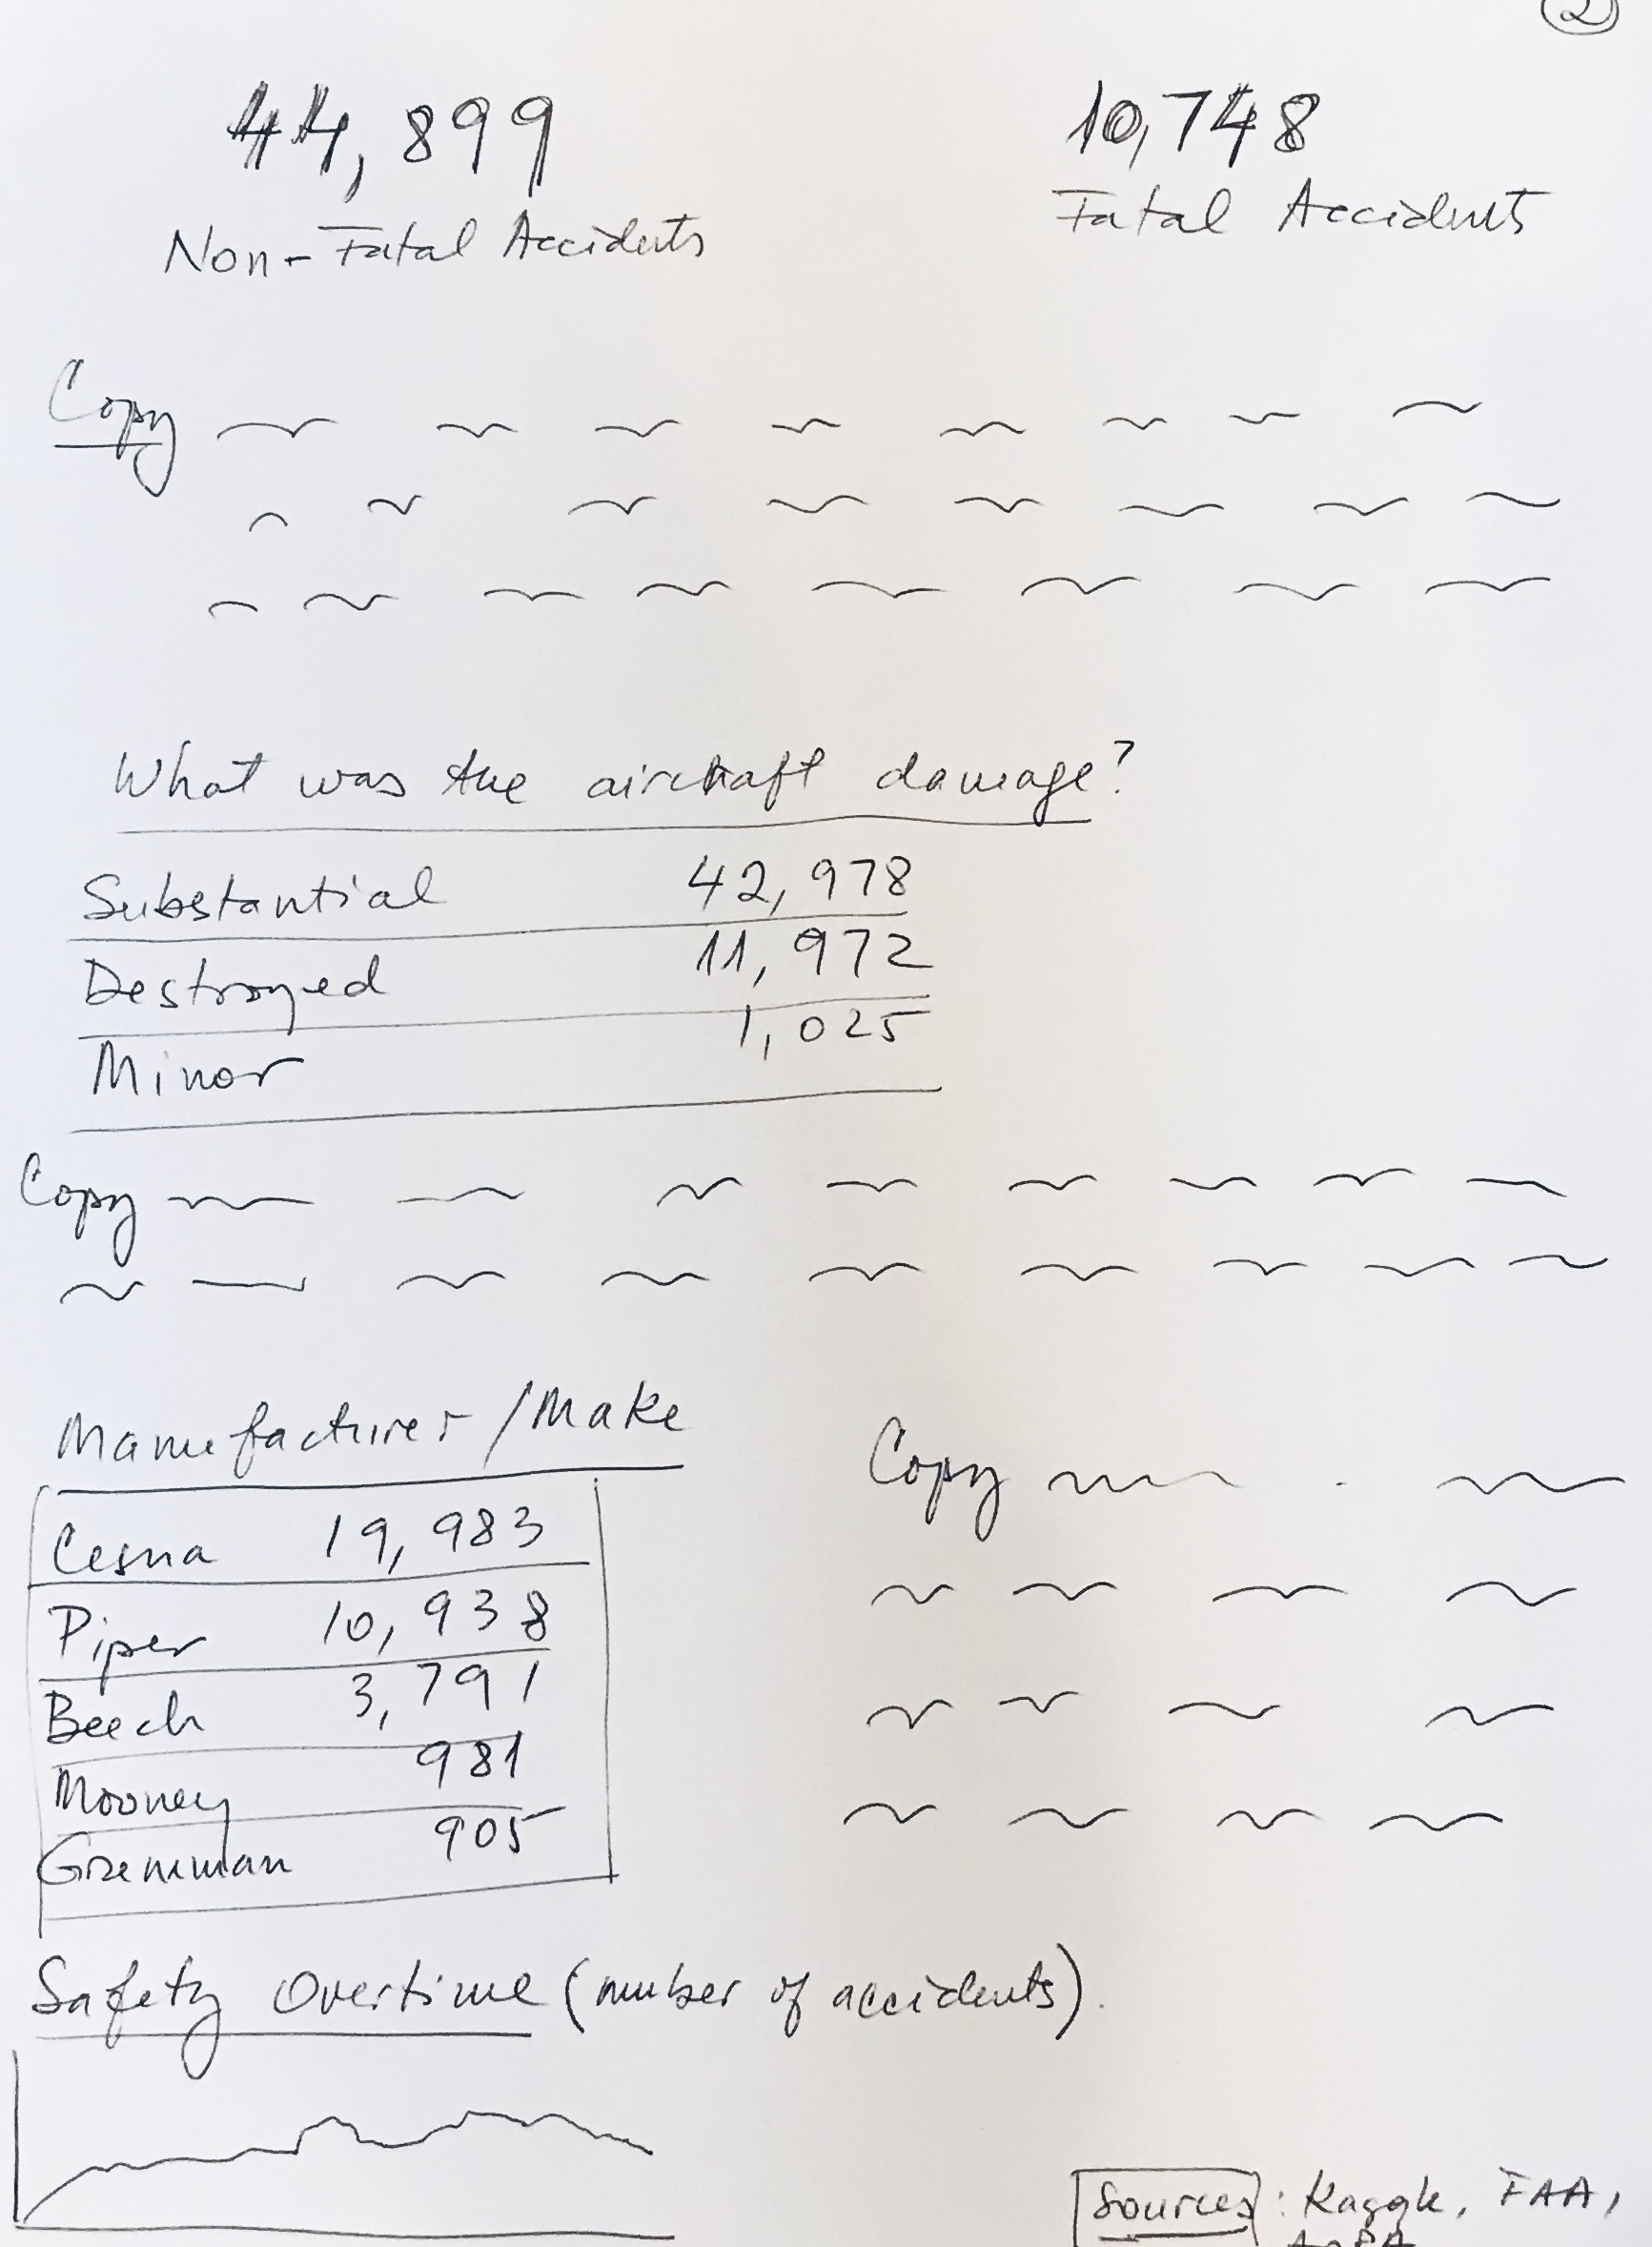 2
44,899
10,748
Non-Fatal Accidents
Fatal Accidents
Copy
What was the aircraft damage?
Substantial 42,978
Destroyed 11,972
Minor 1,025
Copy
Manufacturer/Make
Copy
Cesna 19,983
Piper 10,938
Beech 3,791
Mooney 981
Grumman 905
Safety Overtime (number of accidents).
Sources: Kaggle, FAA,